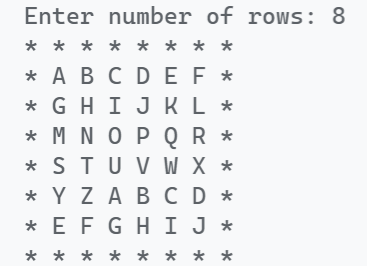 Enter number of rows: 8
* * * * * * * *
* A B C D E F *
* G H I J K L *
* M N O P Q R *
* S T U V W X *
* Y Z A B C D *
* E F G H I J *
* * * * * * * *